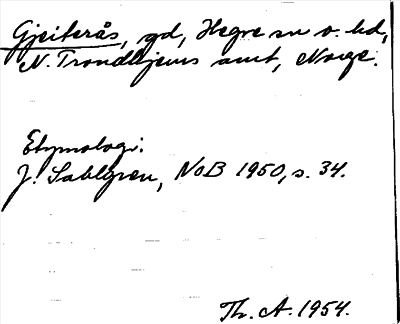 Gjeiterås, gd, Hegre sn o. hd,
N. Trondhjems amt, Norge.
Etymologi:
J. Sahlgren, NoB 1950, s. 34.
Th. A. 1954.